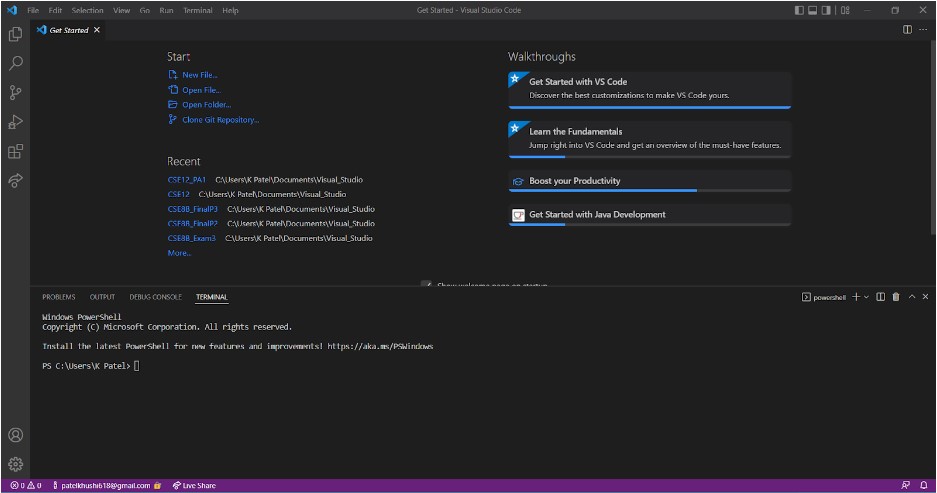 File Edit Selection View Go Run Terminal Help
Get Started - Visual Studio Code
Get Started
Start
New File...
Open File...
Open Folder...
Clone Git Repository...
Recent
CSE12_PA1 C:\Users\K Patel\Documents\Visual_Studio
CSE12 C:\Users\K Patel\Documents\Visual_Studio
CSE8B_FinalP3 C:\Users\K Patel\Documents\Visual_Studio
CSE8B_FinalP2 C:\Users\K Patel\Documents\Visual_Studio
CSE8B_Exam3 C:\Users\K Patel\Documents\Visual_Studio
More...
Walkthroughs
Get Started with VS Code
Discover the best customizations to make VS Code yours.
Learn the Fundamentals
Jump right into VS Code and get an overview of the must-have features.
Boost your Productivity
Get Started with Java Development
Show welcome page on startup
PROBLEMS OUTPUT DEBUG CONSOLE TERMINAL
powershell
Windows PowerShell
Copyright (C) Microsoft Corporation. All rights reserved.
Install the latest PowerShell for new features and improvements! https://aka.ms/PSWindows
PS C:\Users\K Patel>
0 0 patelkhushi618@gmail.com Live Share